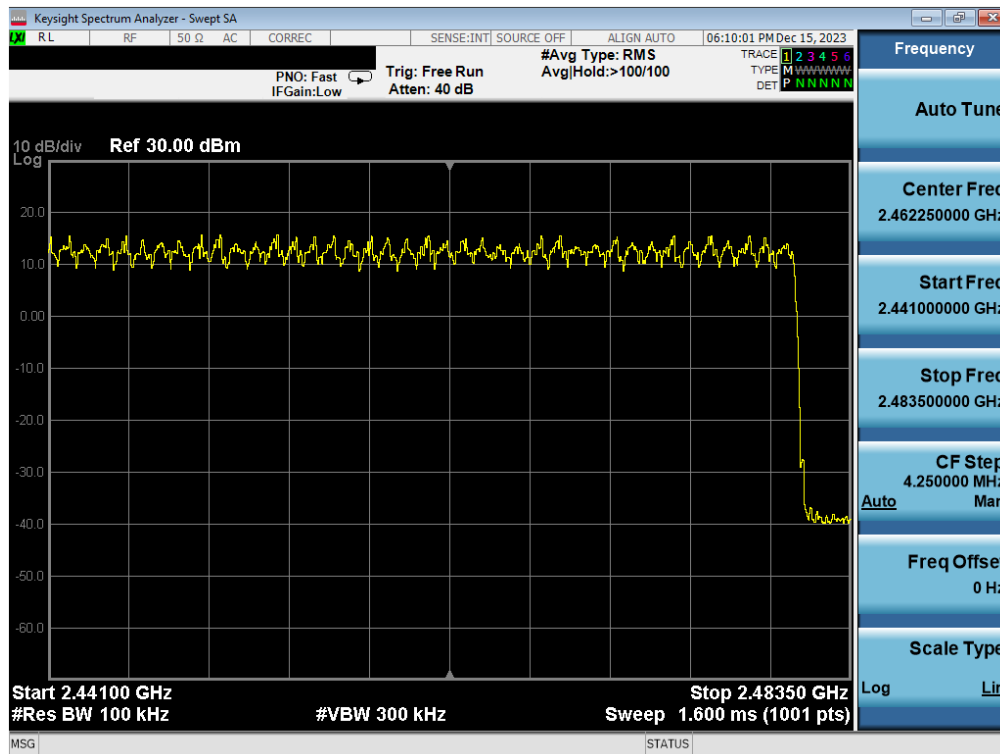 Keysight Spectrum Analyzer - Swept SA
LXI RL RF 50 Ω AC CORREC SENSE:INT SOURCE OFF ALIGN AUTO 06:10:01 PM Dec 15, 2023
#Avg Type: RMS TRACE 1 2 3 4 5 6
PNO: Fast Trig: Free Run Avg|Hold:>100/100 TYPE M WWWWW
IFGain:Low Atten: 40 dB DET P N N N N N
10 dB/div Ref 30.00 dBm
Log
20.0
10.0
0.00
-10.0
-20.0
-30.0
-40.0
-50.0
-60.0
Start 2.44100 GHz Stop 2.48350 GHz
#Res BW 100 kHz #VBW 300 kHz Sweep 1.600 ms (1001 pts)
MSG STATUS
Frequency
Auto Tune
Center Freq
2.462250000 GHz
Start Freq
2.441000000 GHz
Stop Freq
2.483500000 GHz
CF Step
4.250000 MHz
Auto Man
Freq Offset
0 Hz
Scale Type
Log Lin